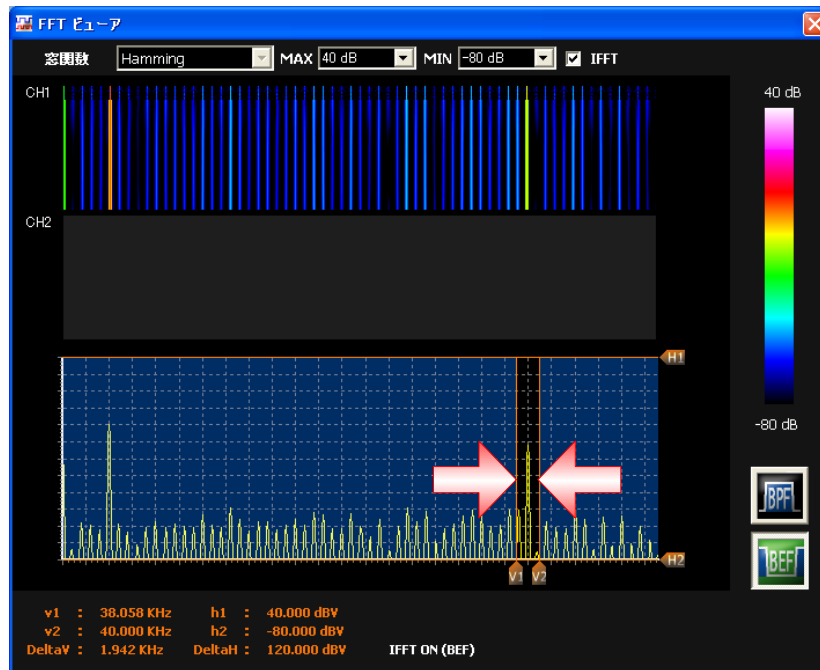 FFT ビューア
窓関数 Hamming MAX 40 dB MIN -80 dB IFFT
CH1
40 dB
CH2
H1
-80 dB
BPF
H2
BEF
V1 V2
v1 : 38.058 KHz h1 : 40.000 dBV
v2 : 40.000 KHz h2 : -80.000 dBV
DeltaV : 1.942 KHz DeltaH : 120.000 dBV IFFT ON (BEF)